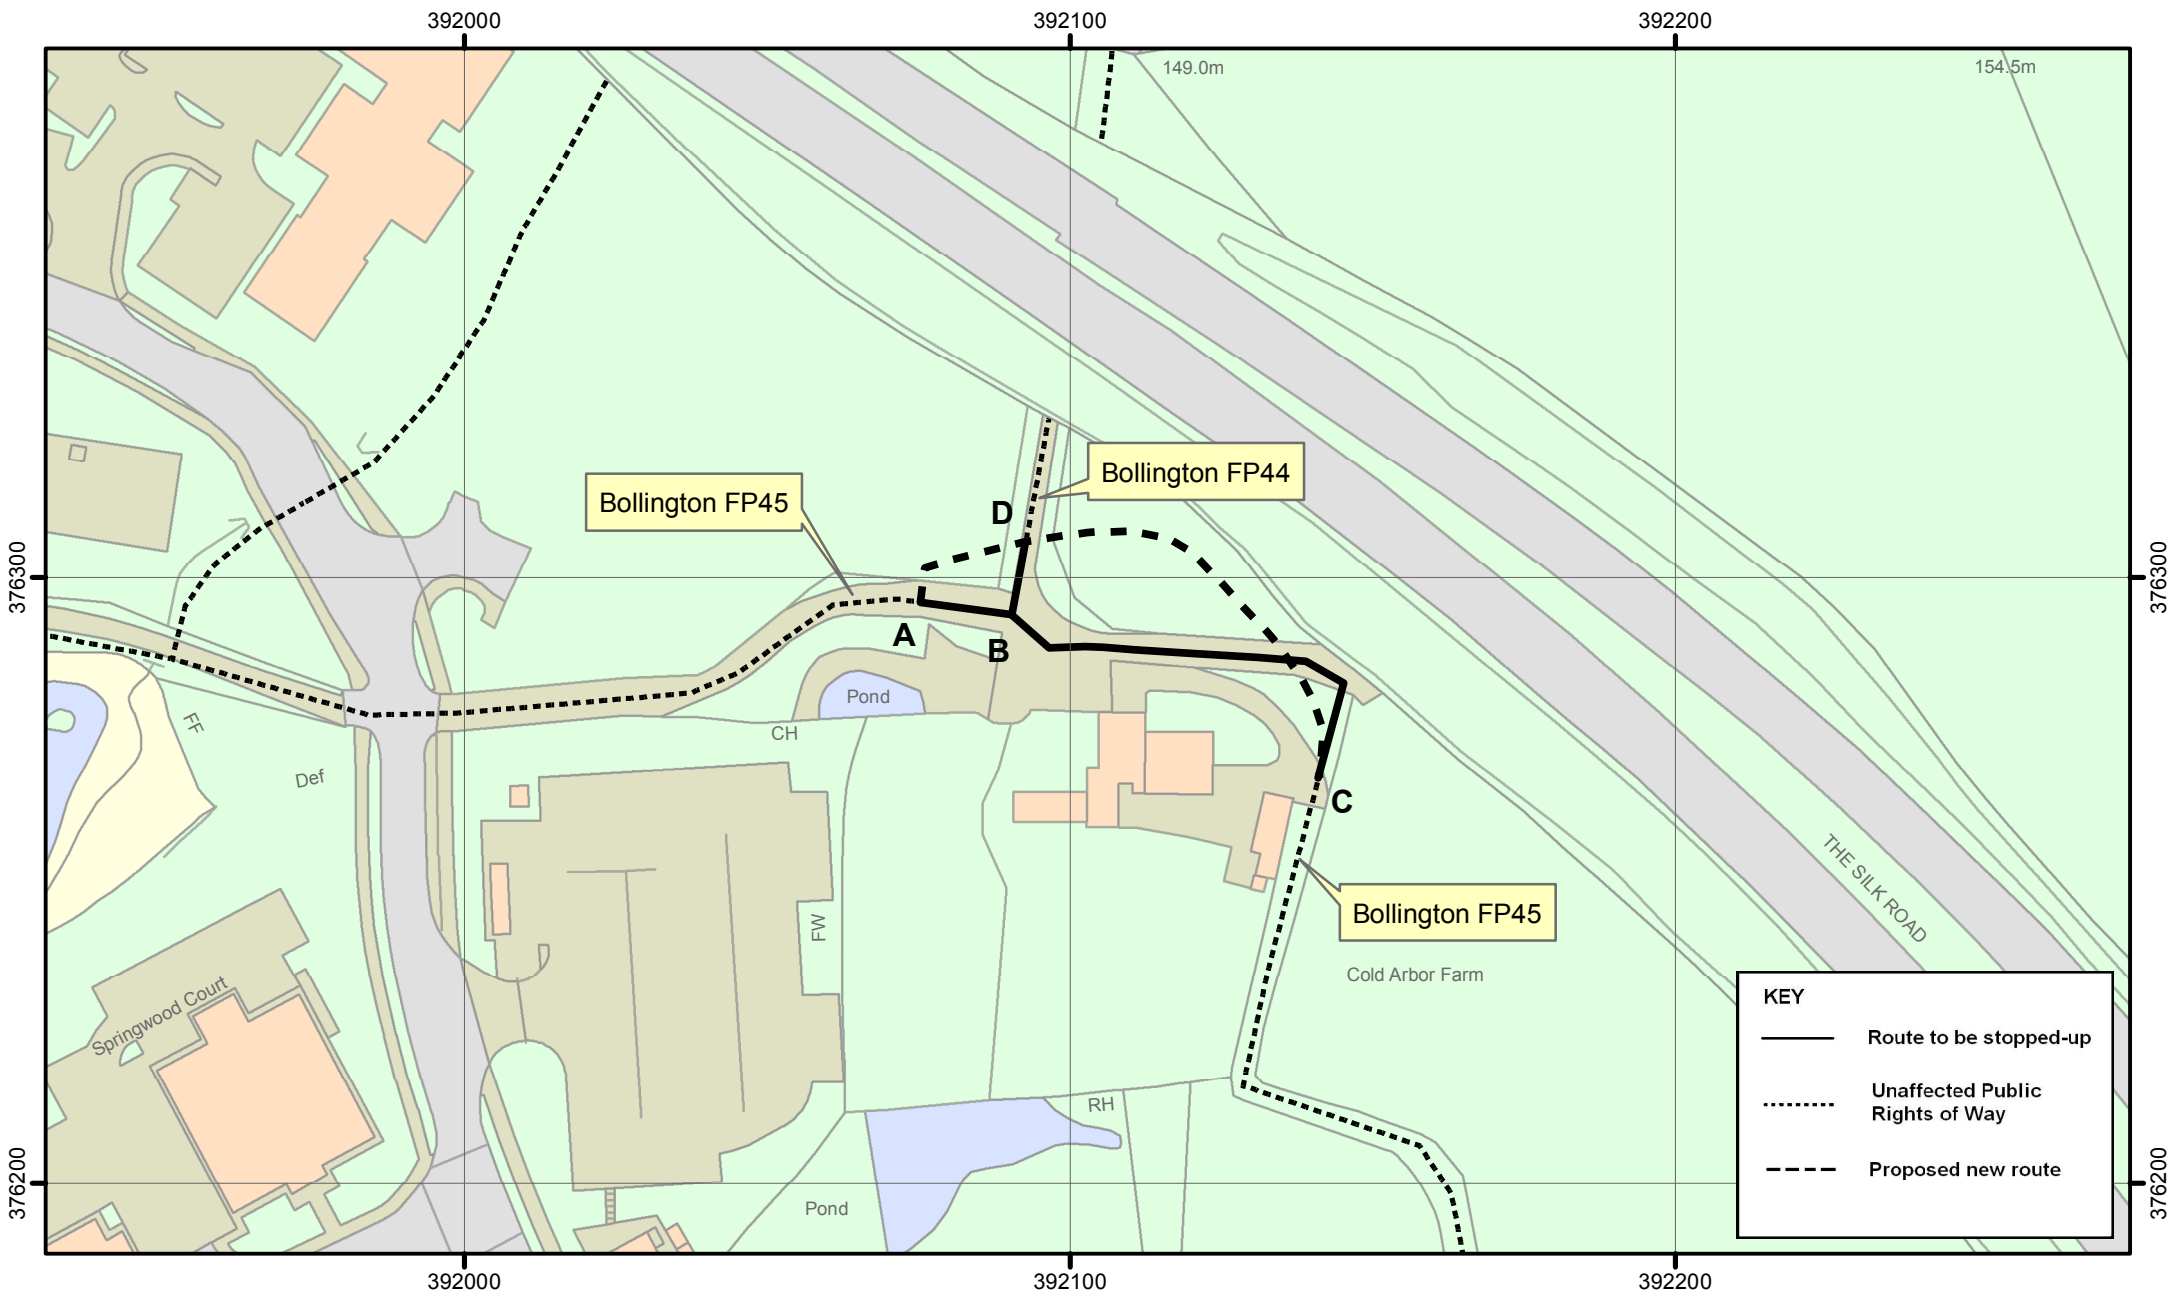 392000
392100
392200
149.0m
154.5m
Bollington FP44
Bollington FP45
D
376300
376300
A
B
Pond
FF
CH
Def
C
THE SILK ROAD
Bollington FP45
FW
Cold Arbor Farm
Springwood Court
KEY
Route to be stopped-up
Unaffected Public
Rights of Way
Proposed new route
RH
Pond
376200
376200
392000
392100
392200